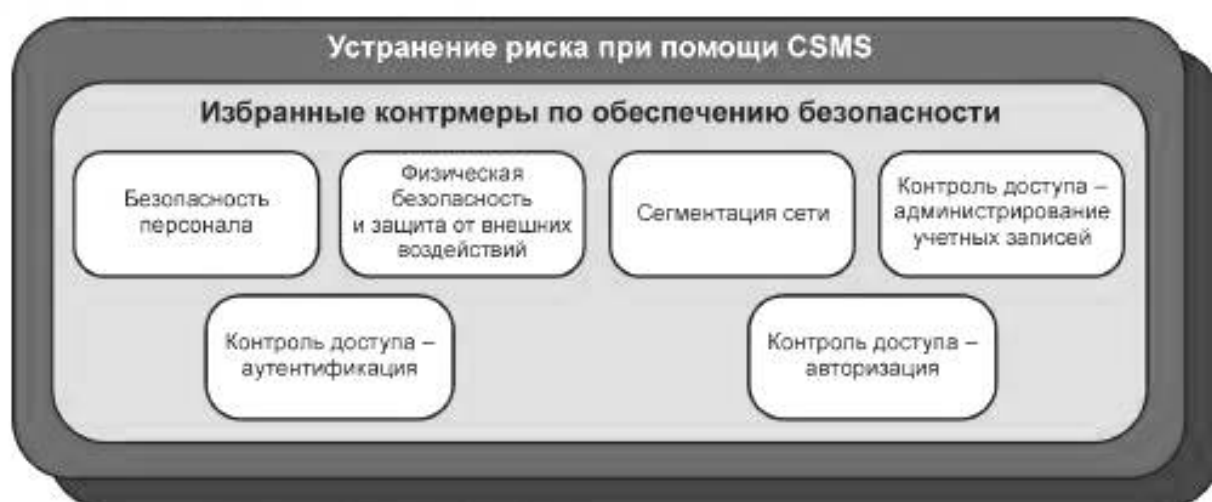 Устранение риска при помощи CSMS
Избранные контрмеры по обеспечению безопасности
Безопасность
персонала
Физическая
безопасность
и защита от внешних
воздействий
Сегментация сети
Контроль доступа –
администрирование
учетных записей
Контроль доступа –
аутентификация
Контроль доступа –
авторизация